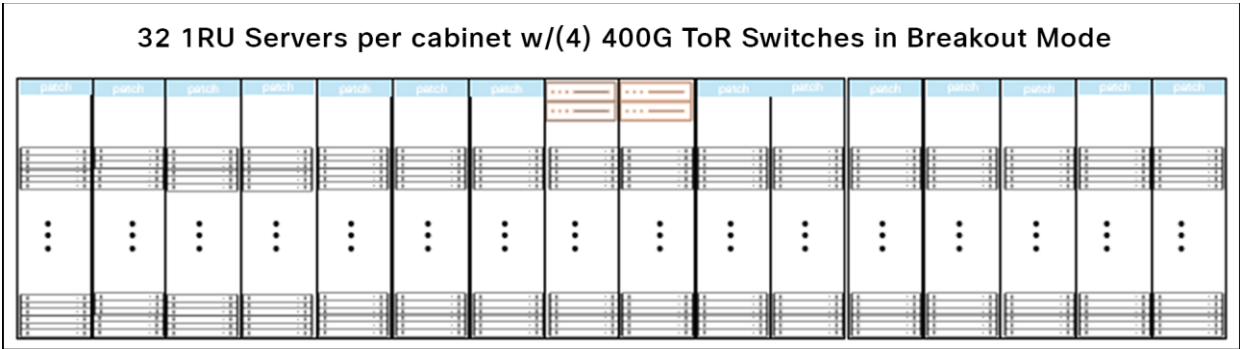 32 1RU Servers per cabinet w/(4) 400G ToR Switches in Breakout Mode
patch patch patch patch patch patch patch patch patch patch patch patch patch patch